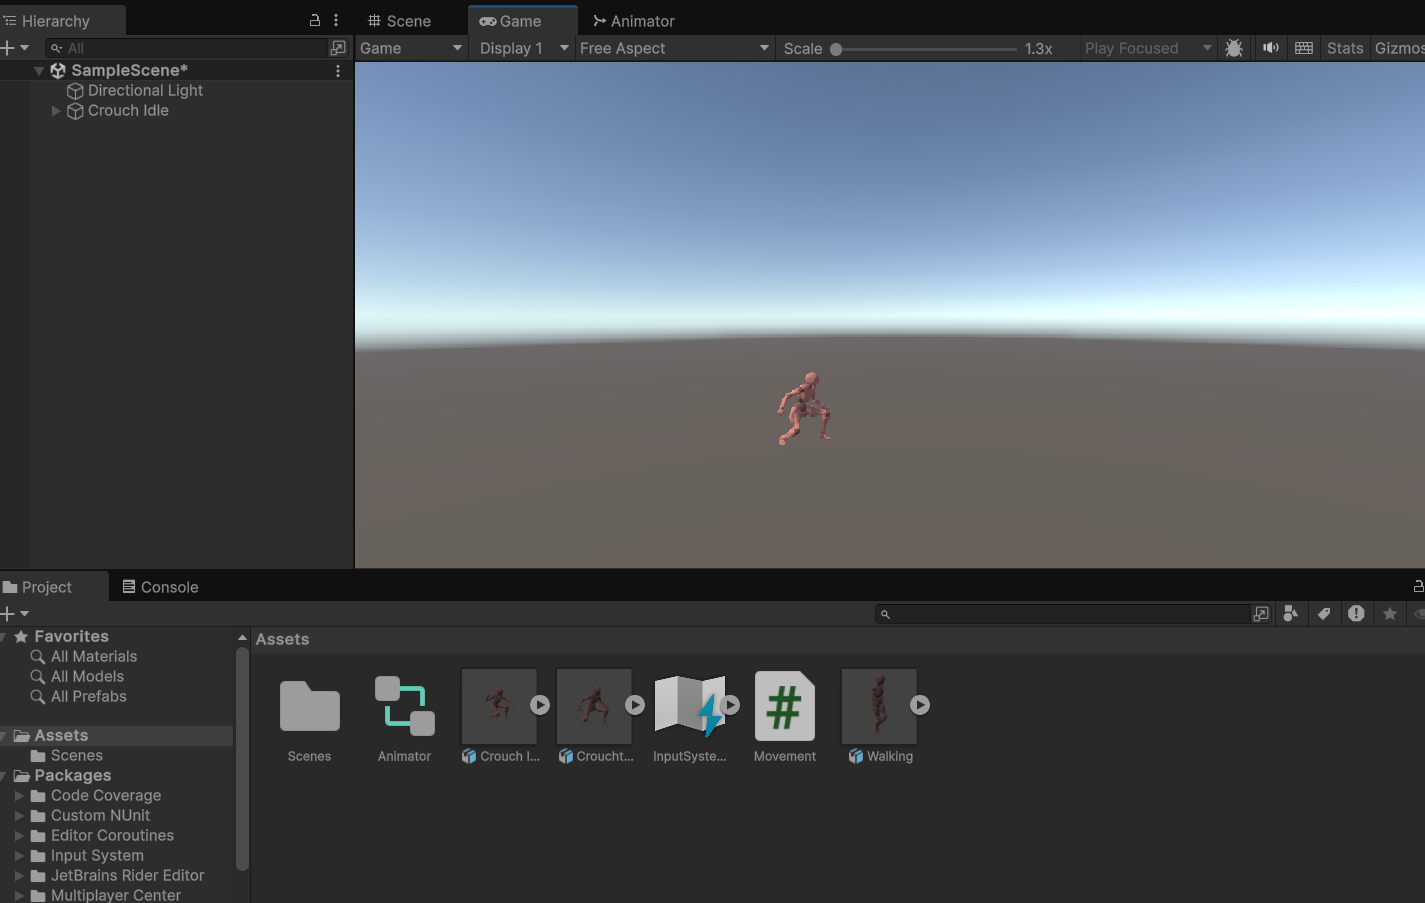 Hierarchy
Scene
Game
Animator
All
Game
Display 1
Free Aspect
Scale
1.3x
Play Focused
Stats
Gizmos
SampleScene*
Directional Light
Crouch Idle
Project
Console
Favorites
All Materials
All Models
All Prefabs
Assets
Scenes
Packages
Code Coverage
Custom NUnit
Editor Coroutines
Input System
JetBrains Rider Editor
Multiplayer Center
Assets
Scenes
Animator
Crouch I...
Croucht...
InputSyste...
Movement
Walking